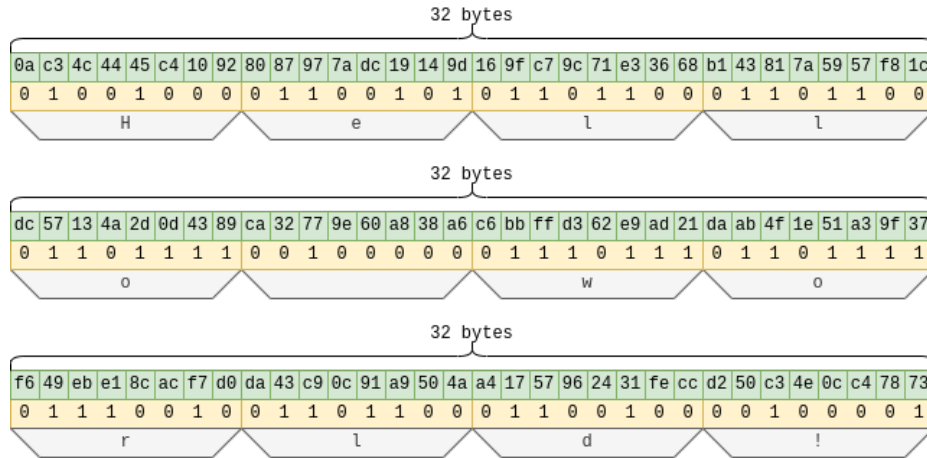 32 bytes
0a c3 4c 44 45 c4 10 92 80 87 97 7a dc 19 14 9d 16 9f c7 9c 71 e3 36 68 b1 43 81 7a 59 57 f8 1c
0 1 0 0 1 0 0 0 0 1 1 0 0 1 0 1 0 1 1 0 1 1 0 0 0 1 1 0 1 1 0 0
H e l l
32 bytes
dc 57 13 4a 2d 0d 43 89 ca 32 77 9e 60 a8 38 a6 c6 bb ff d3 62 e9 ad 21 da ab 4f 1e 51 a3 9f 37
0 1 1 0 1 1 1 1 0 0 1 0 0 0 0 0 0 1 1 1 0 1 1 1 0 1 1 0 1 1 1 1
o w o
32 bytes
f6 49 eb e1 8c ac f7 d0 da 43 c9 0c 91 a9 50 4a a4 17 57 96 24 31 fe cc d2 50 c3 4e 0c c4 78 73
0 1 1 1 0 0 1 0 0 1 1 0 1 1 0 0 0 1 1 0 0 1 0 0 0 0 1 0 0 0 0 1
r l d !